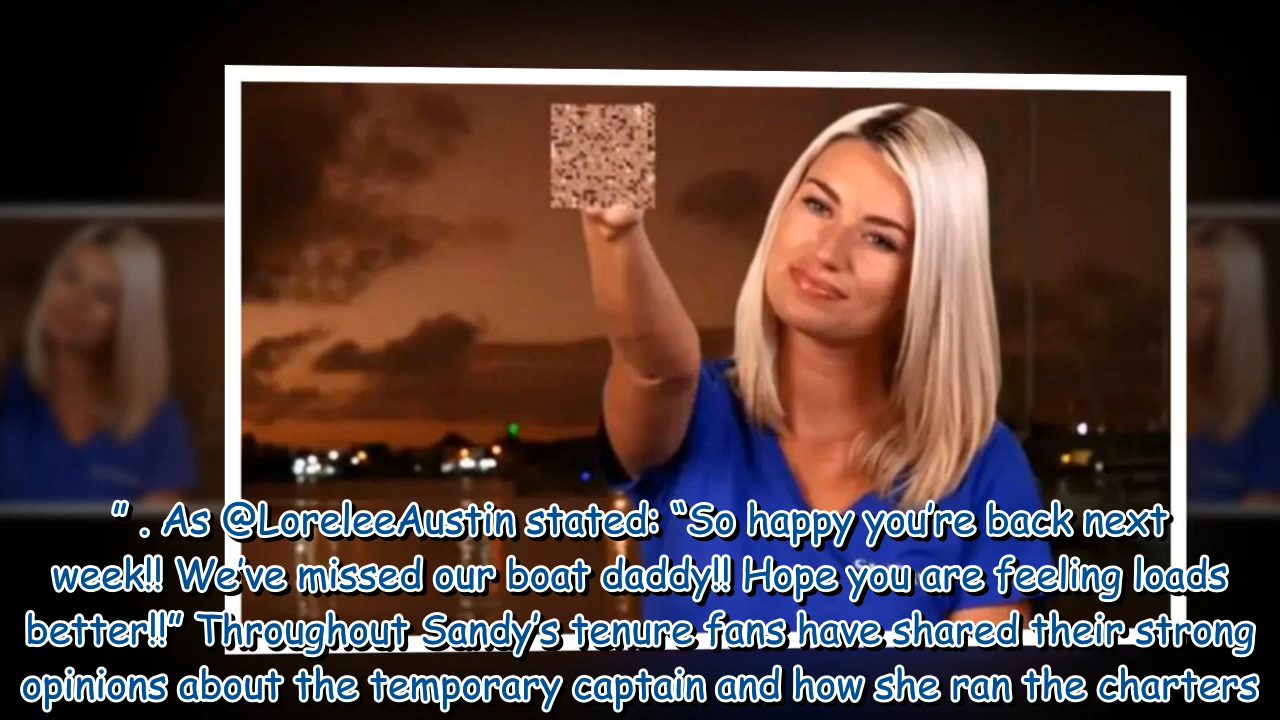 ” . As @LoreleeAustin stated: “So happy you’re back next
week!! We’ve missed our boat daddy!! Hope you are feeling loads
better!!” Throughout Sandy’s tenure fans have shared their strong
opinions about the temporary captain and how she ran the charters